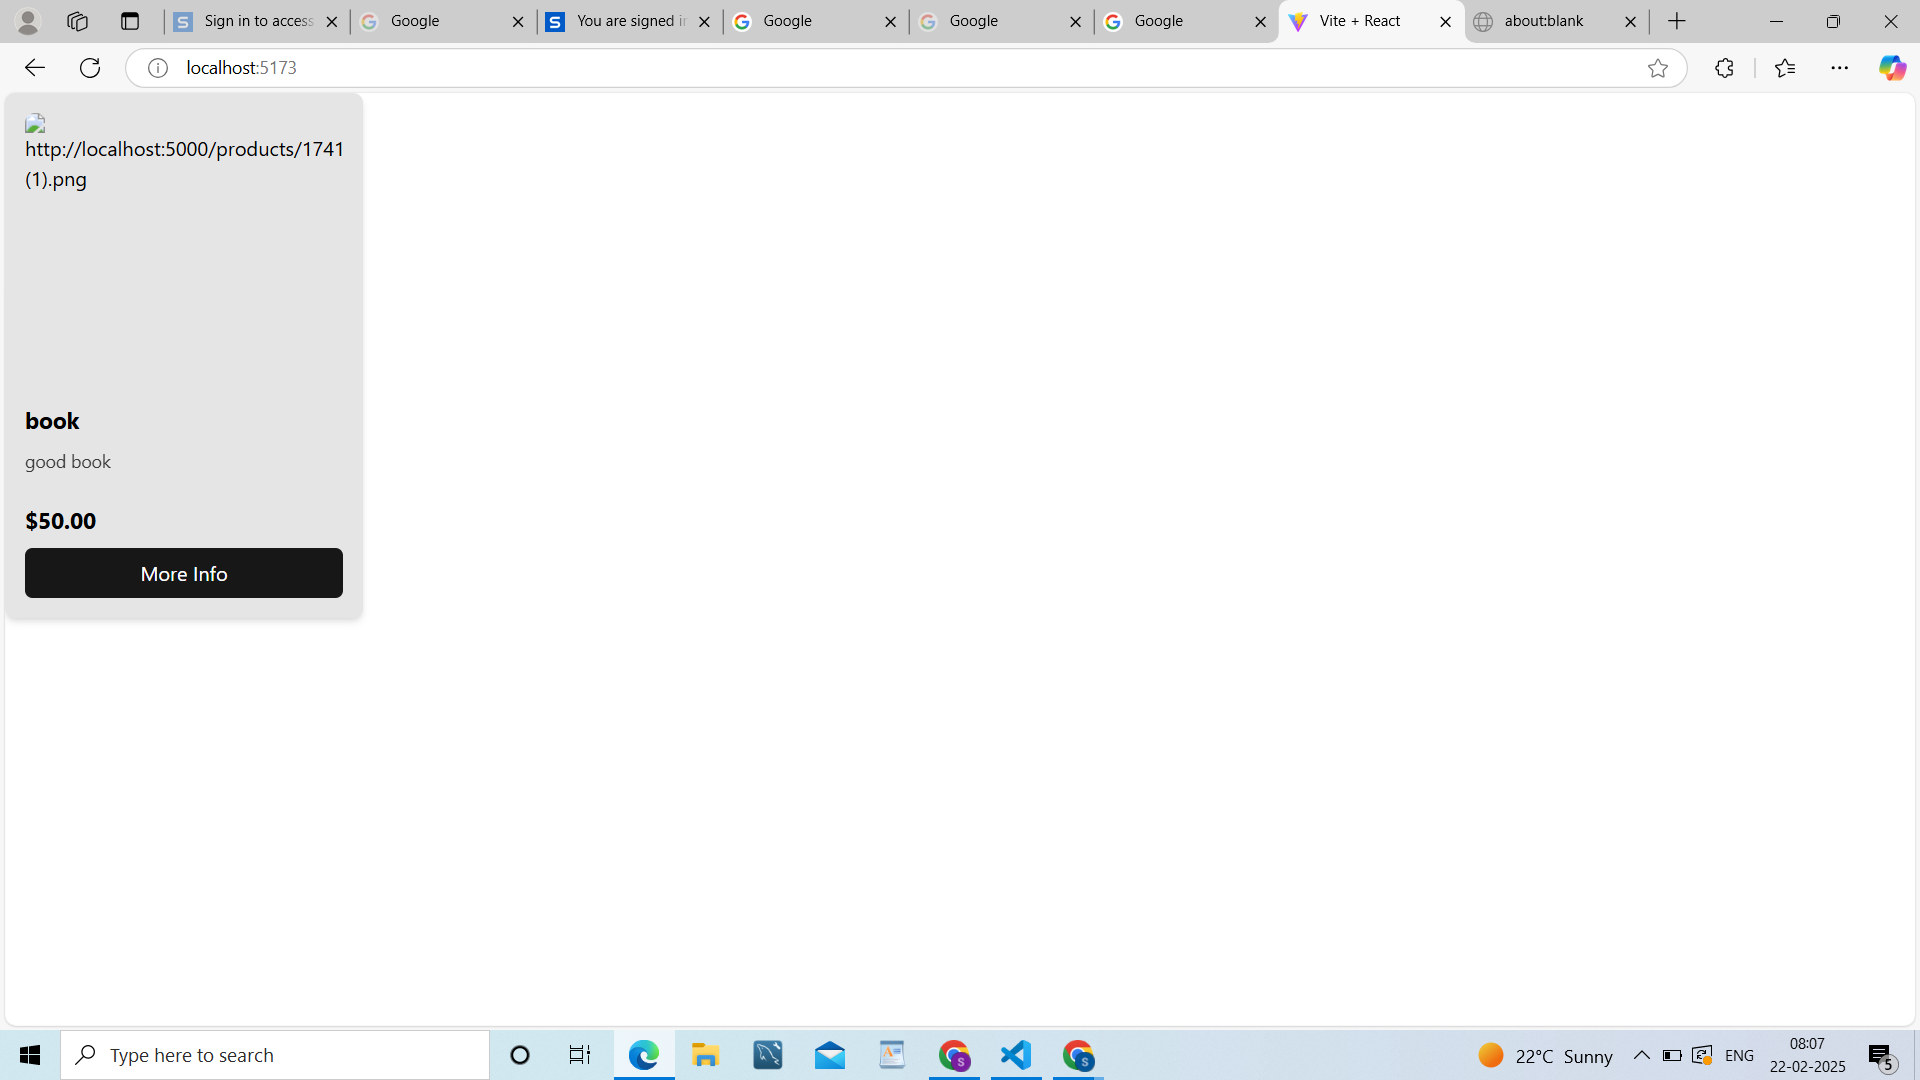 Sign in to access
Google
You are signed in
Google
Google
Google
Vite + React
about:blank
localhost:5173
http://localhost:5000/products/1741
(1).png
book
good book
$50.00
More Info
Type here to search
S
S
22°C Sunny
ENG
08:07
22-02-2025
5